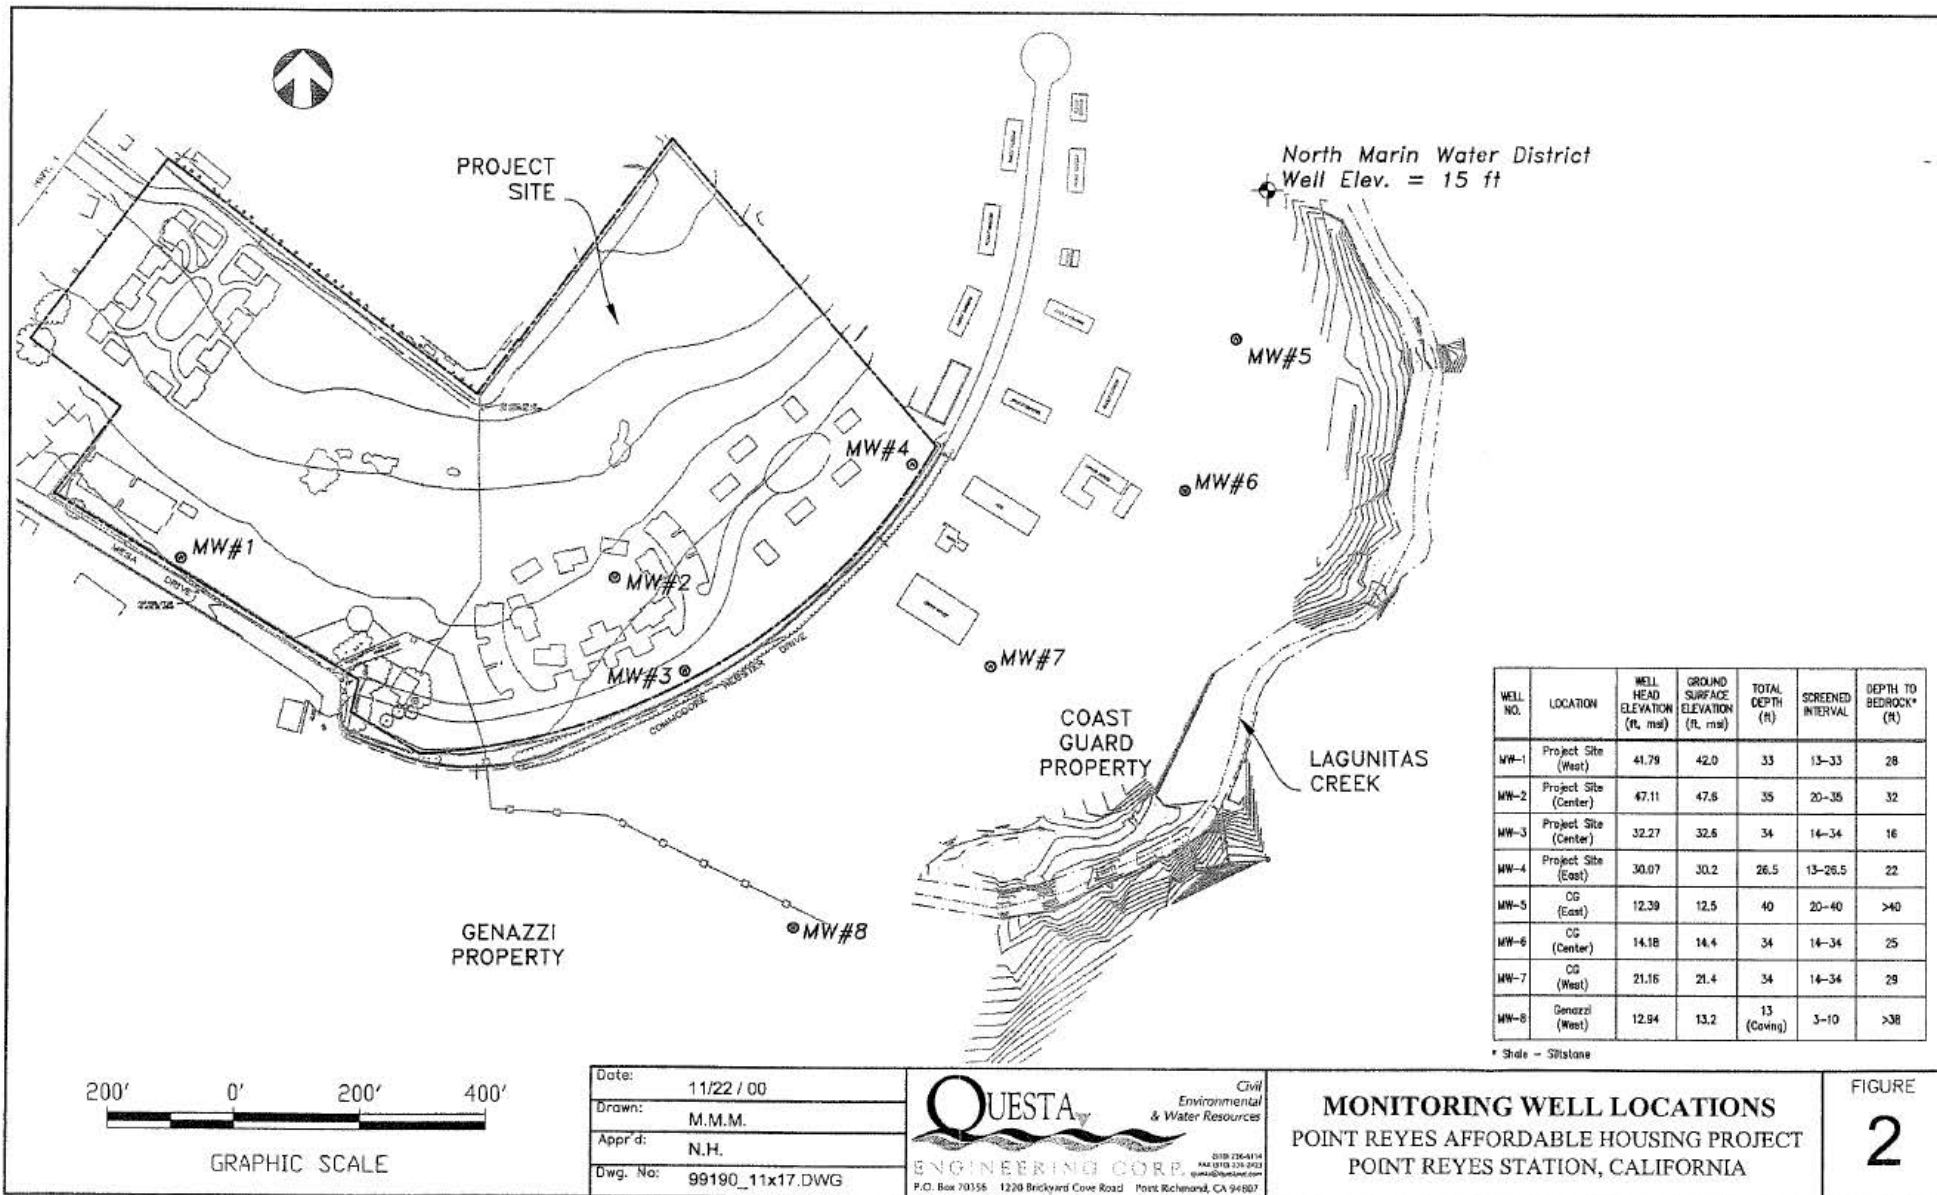 PROJECT
SITE
North Marin Water District
Well Elev. = 15 ft
MW#5
MW#4
MW#6
MW#1
MESA DRIVE
MW#2
MW#3
MW#7
COMMODORE WEBSTER DRIVE
COAST
GUARD
PROPERTY
LAGUNITAS
CREEK
GENAZZI
PROPERTY
MW#8
WELL NO. LOCATION WELL HEAD ELEVATION (ft, msl) GROUND SURFACE ELEVATION (ft, msl) TOTAL DEPTH (ft) SCREENED INTERVAL DEPTH TO BEDROCK* (ft)
MW-1 Project Site (West) 41.79 42.0 33 13-33 28
MW-2 Project Site (Center) 47.11 47.6 35 20-35 32
MW-3 Project Site (Center) 32.27 32.6 34 14-34 16
MW-4 Project Site (East) 30.07 30.2 26.5 13-26.5 22
MW-5 CG (East) 12.39 12.5 40 20-40 >40
MW-6 CG (Center) 14.18 14.4 34 14-34 25
MW-7 CG (West) 21.16 21.4 34 14-34 29
MW-8 Genazzi (West) 12.94 13.2 13 (Caving) 3-10 >38
* Shale - Siltstone
200' 0' 200' 400'
GRAPHIC SCALE
Date: 11/22/00
Drawn: M.M.M.
Appr'd: N.H.
Dwg. No: 99190_11x17.DWG
QUESTA
Civil
Environmental
& Water Resources
ENGINEERING CORP.
P.O. Box 70356 1220 Brickyard Cove Road Point Richmond, CA 94807
MONITORING WELL LOCATIONS
POINT REYES AFFORDABLE HOUSING PROJECT
POINT REYES STATION, CALIFORNIA
FIGURE
2